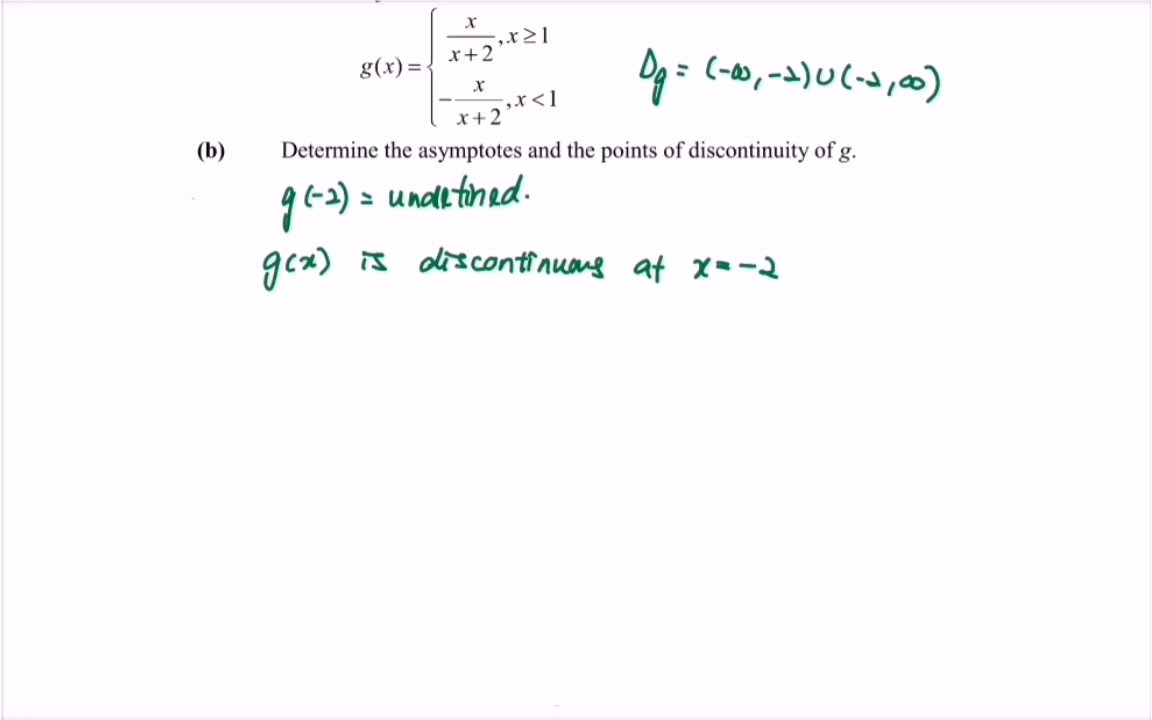 g(x) = { x/(x+2), x ≥ 1
-x/(x+2), x < 1
Dg = (-∞, -2) ∪ (-2, ∞)
(b) Determine the asymptotes and the points of discontinuity of g.
g(-2) = undefined.
g(x) is discontinuous at x = -2